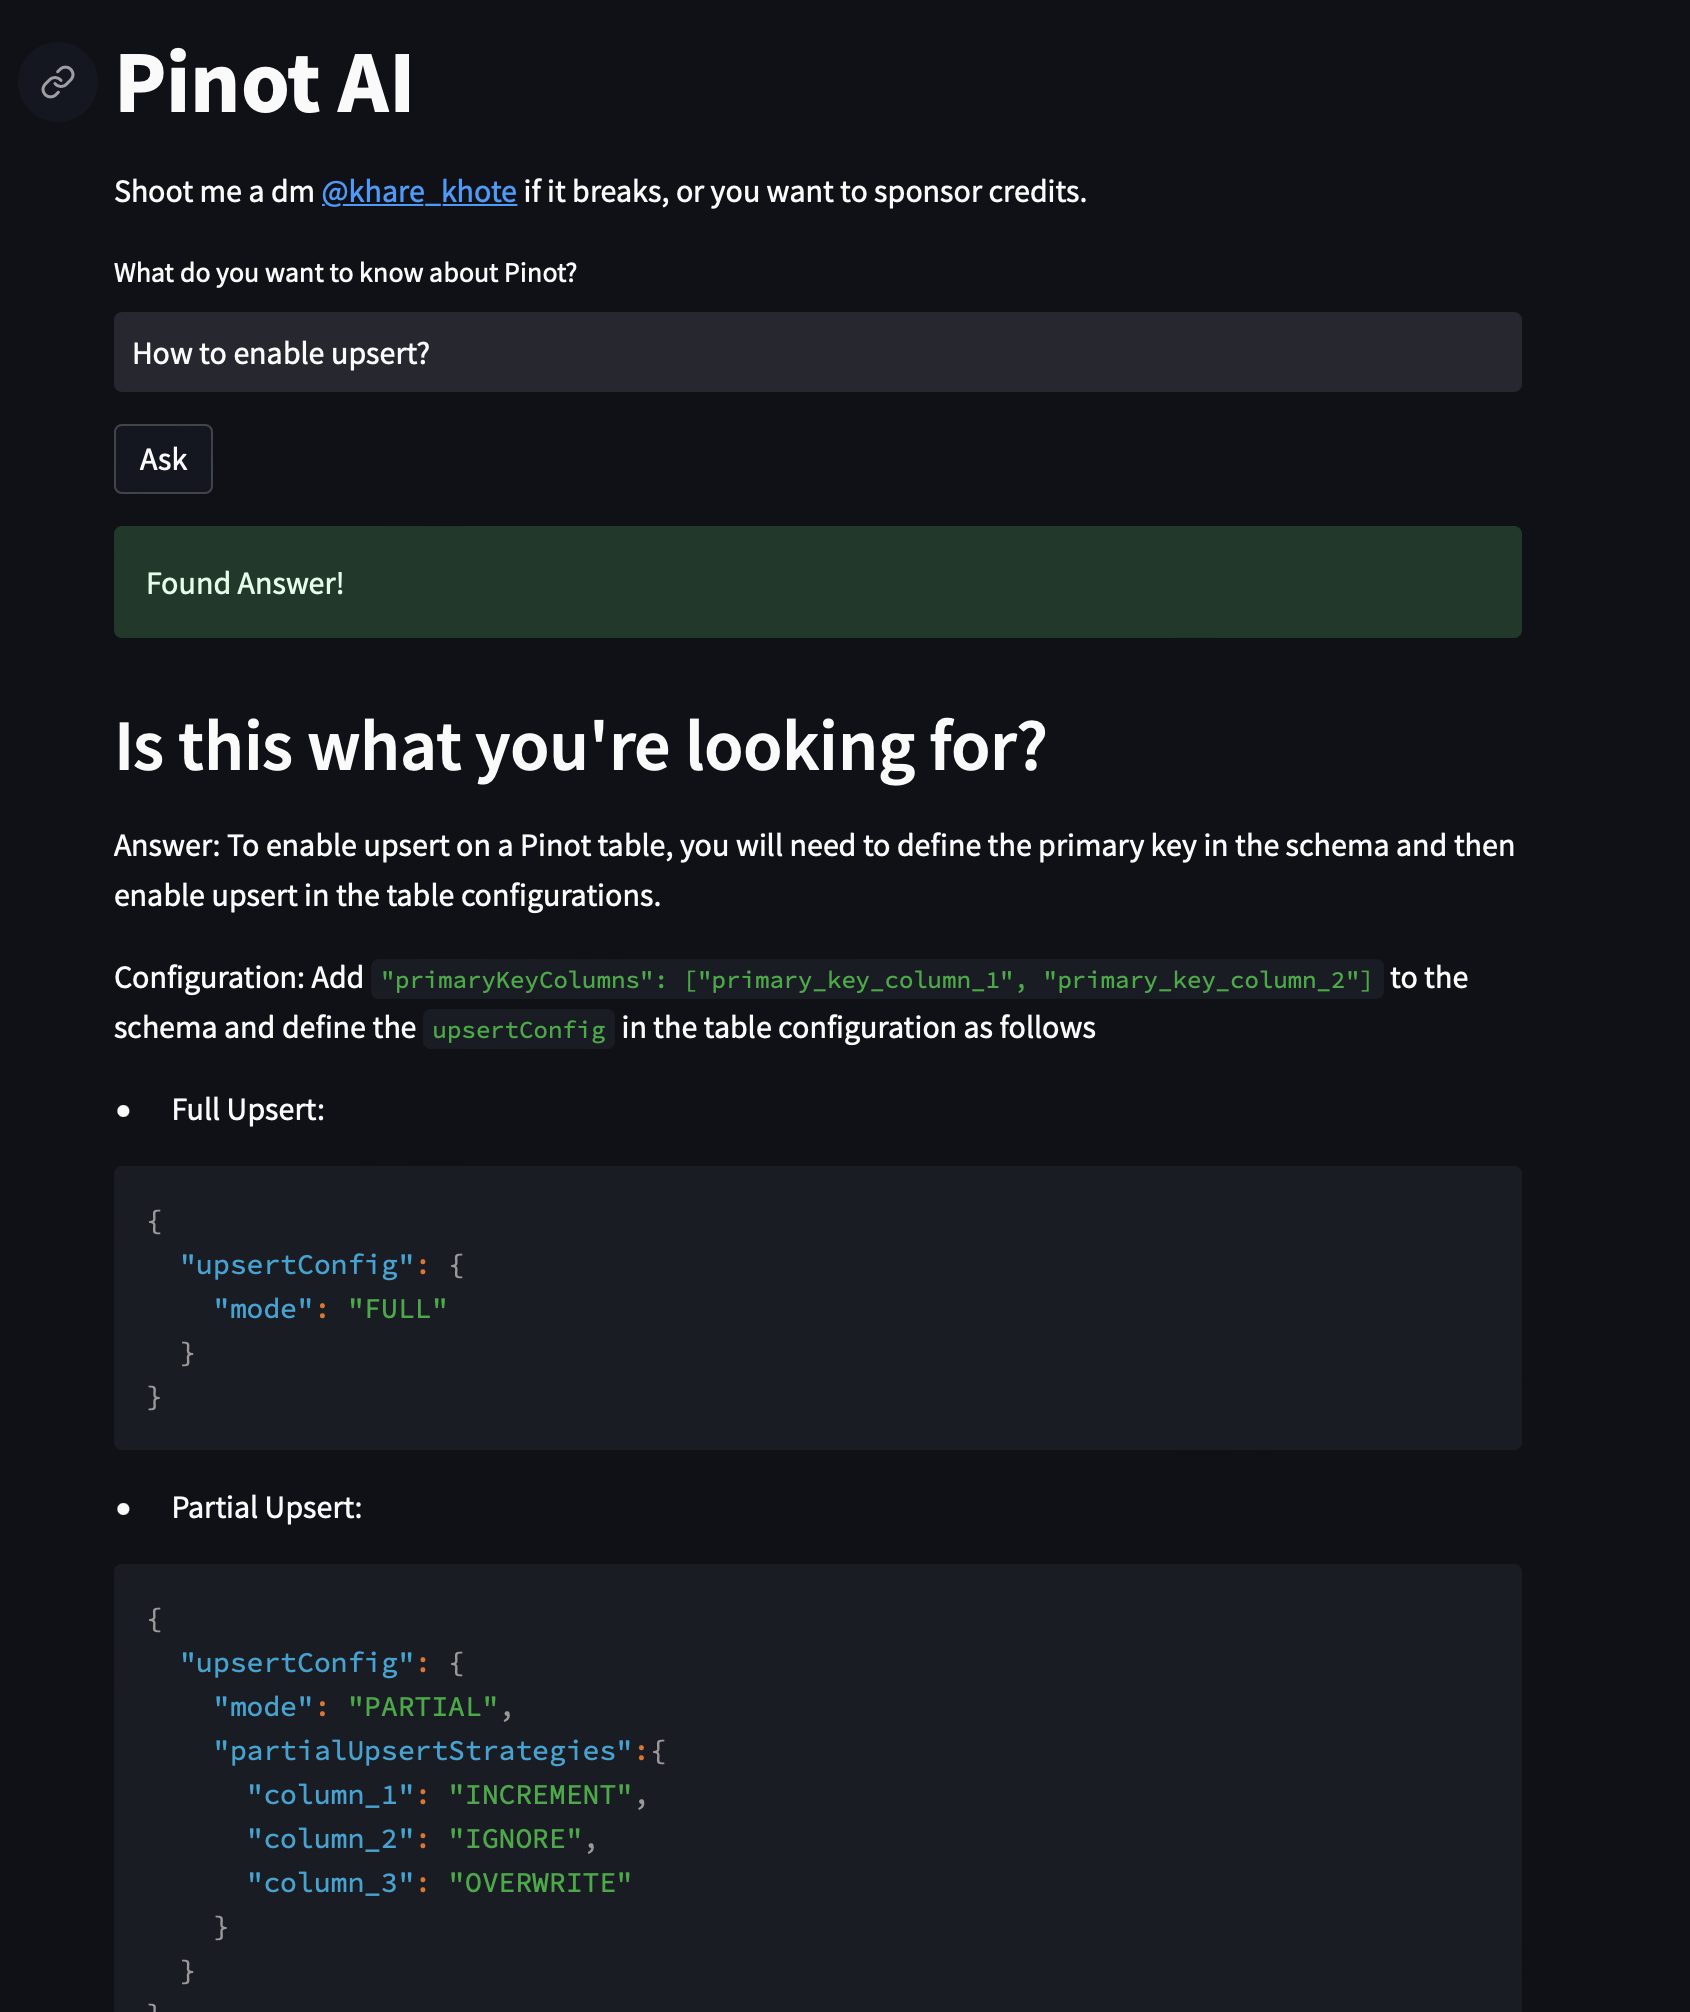 Pinot AI
Shoot me a dm @khare_khote if it breaks, or you want to sponsor credits.
What do you want to know about Pinot?
How to enable upsert?
Ask
Found Answer!
Is this what you're looking for?
Answer: To enable upsert on a Pinot table, you will need to define the primary key in the schema and then
enable upsert in the table configurations.
Configuration: Add "primaryKeyColumns": ["primary_key_column_1", "primary_key_column_2"] to the
schema and define the upsertConfig in the table configuration as follows
• Full Upsert:
{
  "upsertConfig": {
    "mode": "FULL"
  }
}
• Partial Upsert:
{
  "upsertConfig": {
    "mode": "PARTIAL",
    "partialUpsertStrategies":{
      "column_1": "INCREMENT",
      "column_2": "IGNORE",
      "column_3": "OVERWRITE"
    }
  }
}